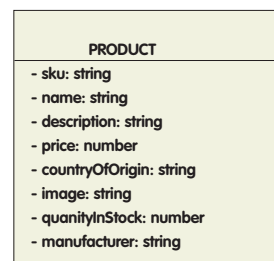 PRODUCT
- sku: string
- name: string
- description: string
- price: number
- countryOfOrigin: string
- image: string
- quanityInStock: number
- manufacturer: string